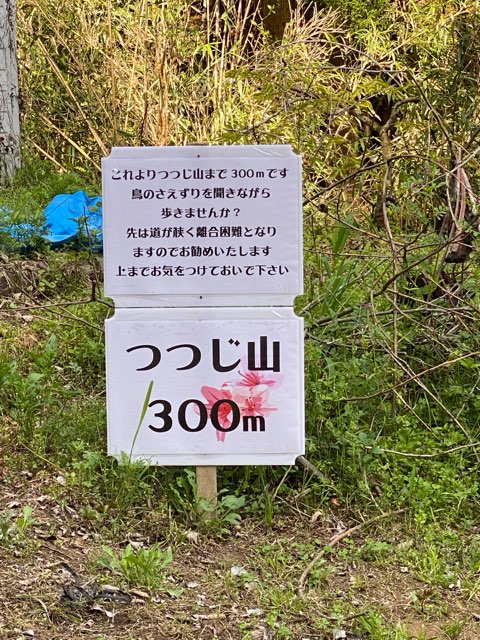 これよりつつじ山まで300mです
鳥のさえずりを聞きながら
歩きませんか?
先は道が狭く離合困難となり
ますのでお勧めいたします
上までお気をつけておいで下さい
つつじ山
300m